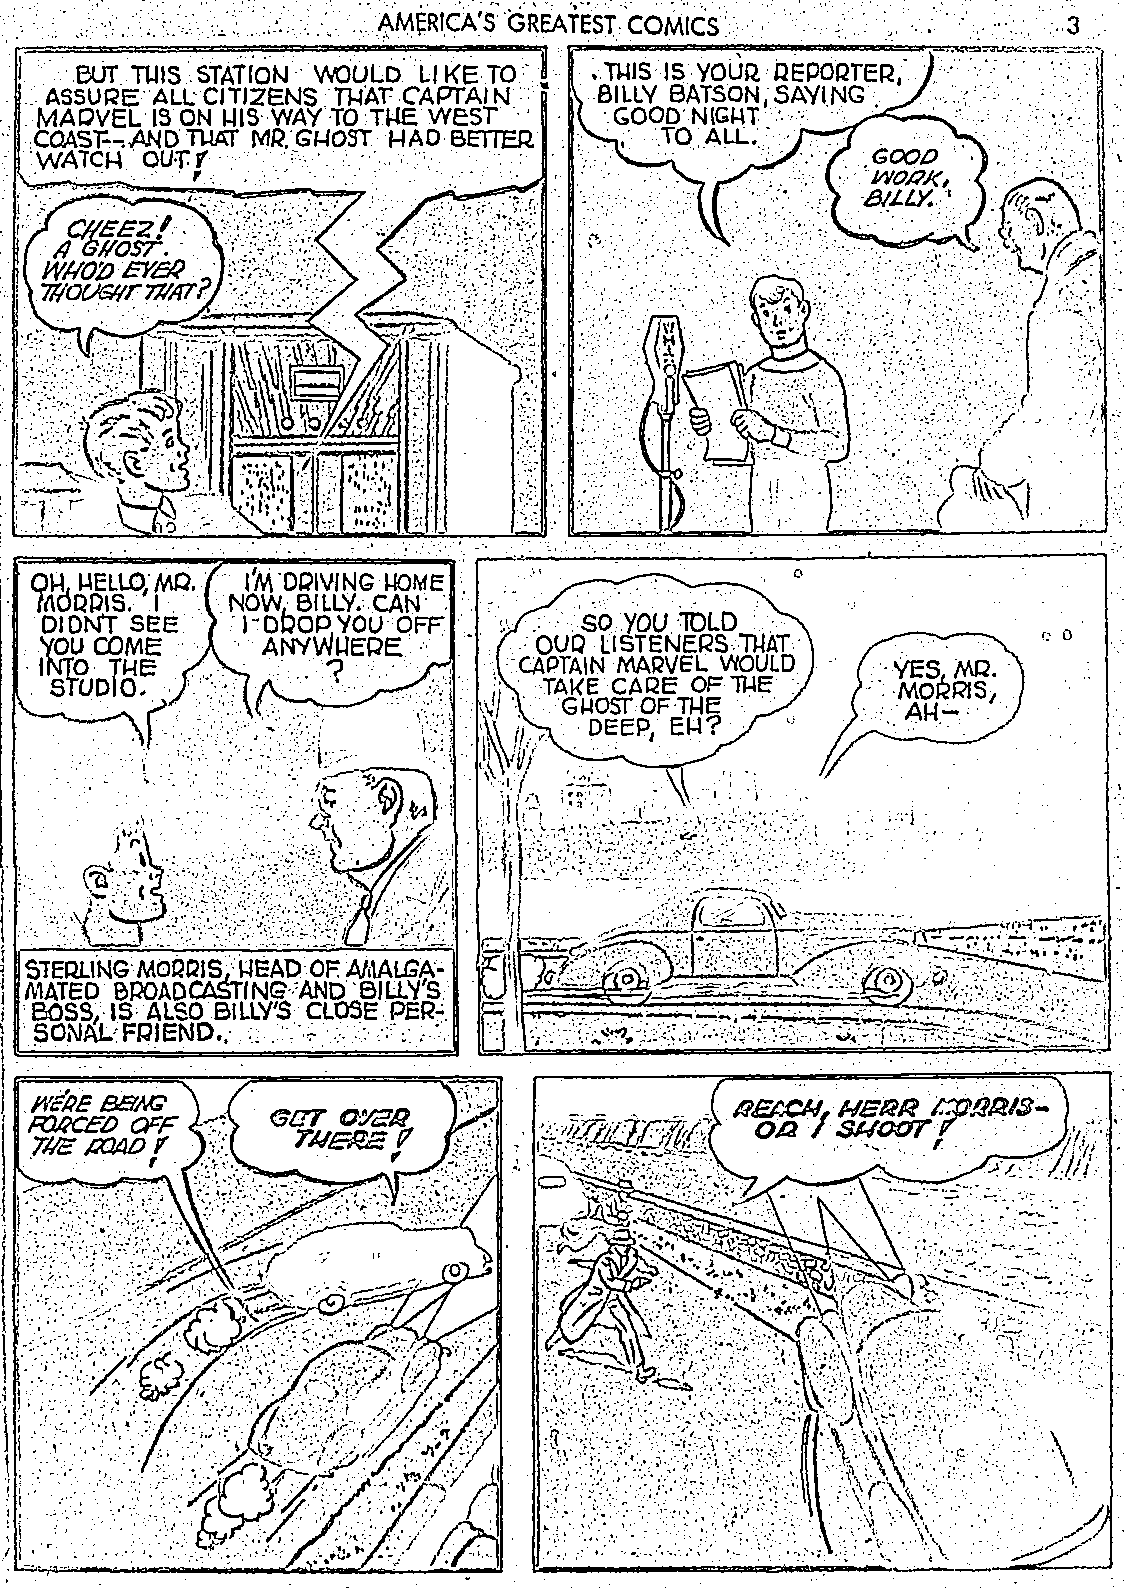 AMERICA'S GREATEST COMICS
3
BUT THIS STATION WOULD LIKE TO
ASSURE ALL CITIZENS THAT CAPTAIN
MARVEL IS ON HIS WAY TO THE WEST
COAST-- AND THAT MR. GHOST HAD BETTER
WATCH OUT!
CHEEZ!
A GHOST.
WHO'D EVER
THOUGHT THAT?
THIS IS YOUR REPORTER,
BILLY BATSON, SAYING
GOOD NIGHT
TO ALL.
GOOD
WORK,
BILLY.
WHIZ
OH, HELLO, MR.
MORRIS. I
DIDN'T SEE
YOU COME
INTO THE
STUDIO.
I'M DRIVING HOME
NOW, BILLY. CAN
I DROP YOU OFF
ANYWHERE
?
STERLING MORRIS, HEAD OF AMALGA-
MATED BROADCASTING AND BILLY'S
BOSS, IS ALSO BILLY'S CLOSE PER-
SONAL FRIEND.
SO YOU TOLD
OUR LISTENERS THAT
CAPTAIN MARVEL WOULD
TAKE CARE OF THE
GHOST OF THE
DEEP, EH?
YES, MR.
MORRIS,
AH--
WE'RE BEING
FORCED OFF
THE ROAD!
GET OVER
THERE!
REACH, HERR MORRIS-
OR I SHOOT!